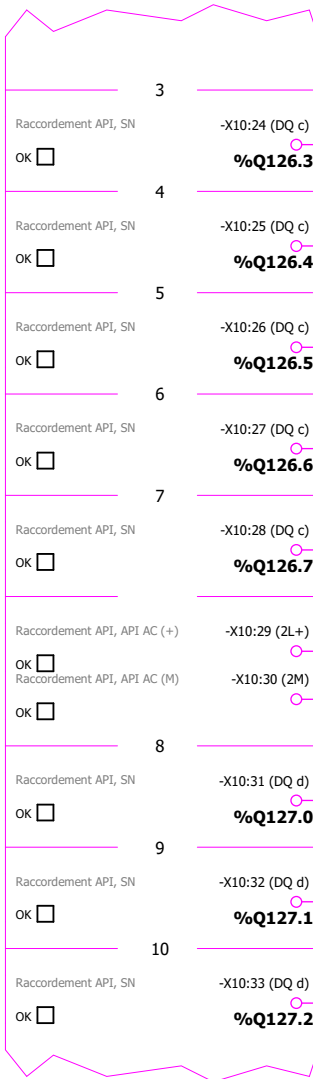 3
Raccordement API, SN -X10:24 (DQ c)
OK %Q126.3
4
Raccordement API, SN -X10:25 (DQ c)
OK %Q126.4
5
Raccordement API, SN -X10:26 (DQ c)
OK %Q126.5
6
Raccordement API, SN -X10:27 (DQ c)
OK %Q126.6
7
Raccordement API, SN -X10:28 (DQ c)
OK %Q126.7
Raccordement API, API AC (+) -X10:29 (2L+)
OK
Raccordement API, API AC (M) -X10:30 (2M)
OK
8
Raccordement API, SN -X10:31 (DQ d)
OK %Q127.0
9
Raccordement API, SN -X10:32 (DQ d)
OK %Q127.1
10
Raccordement API, SN -X10:33 (DQ d)
OK %Q127.2